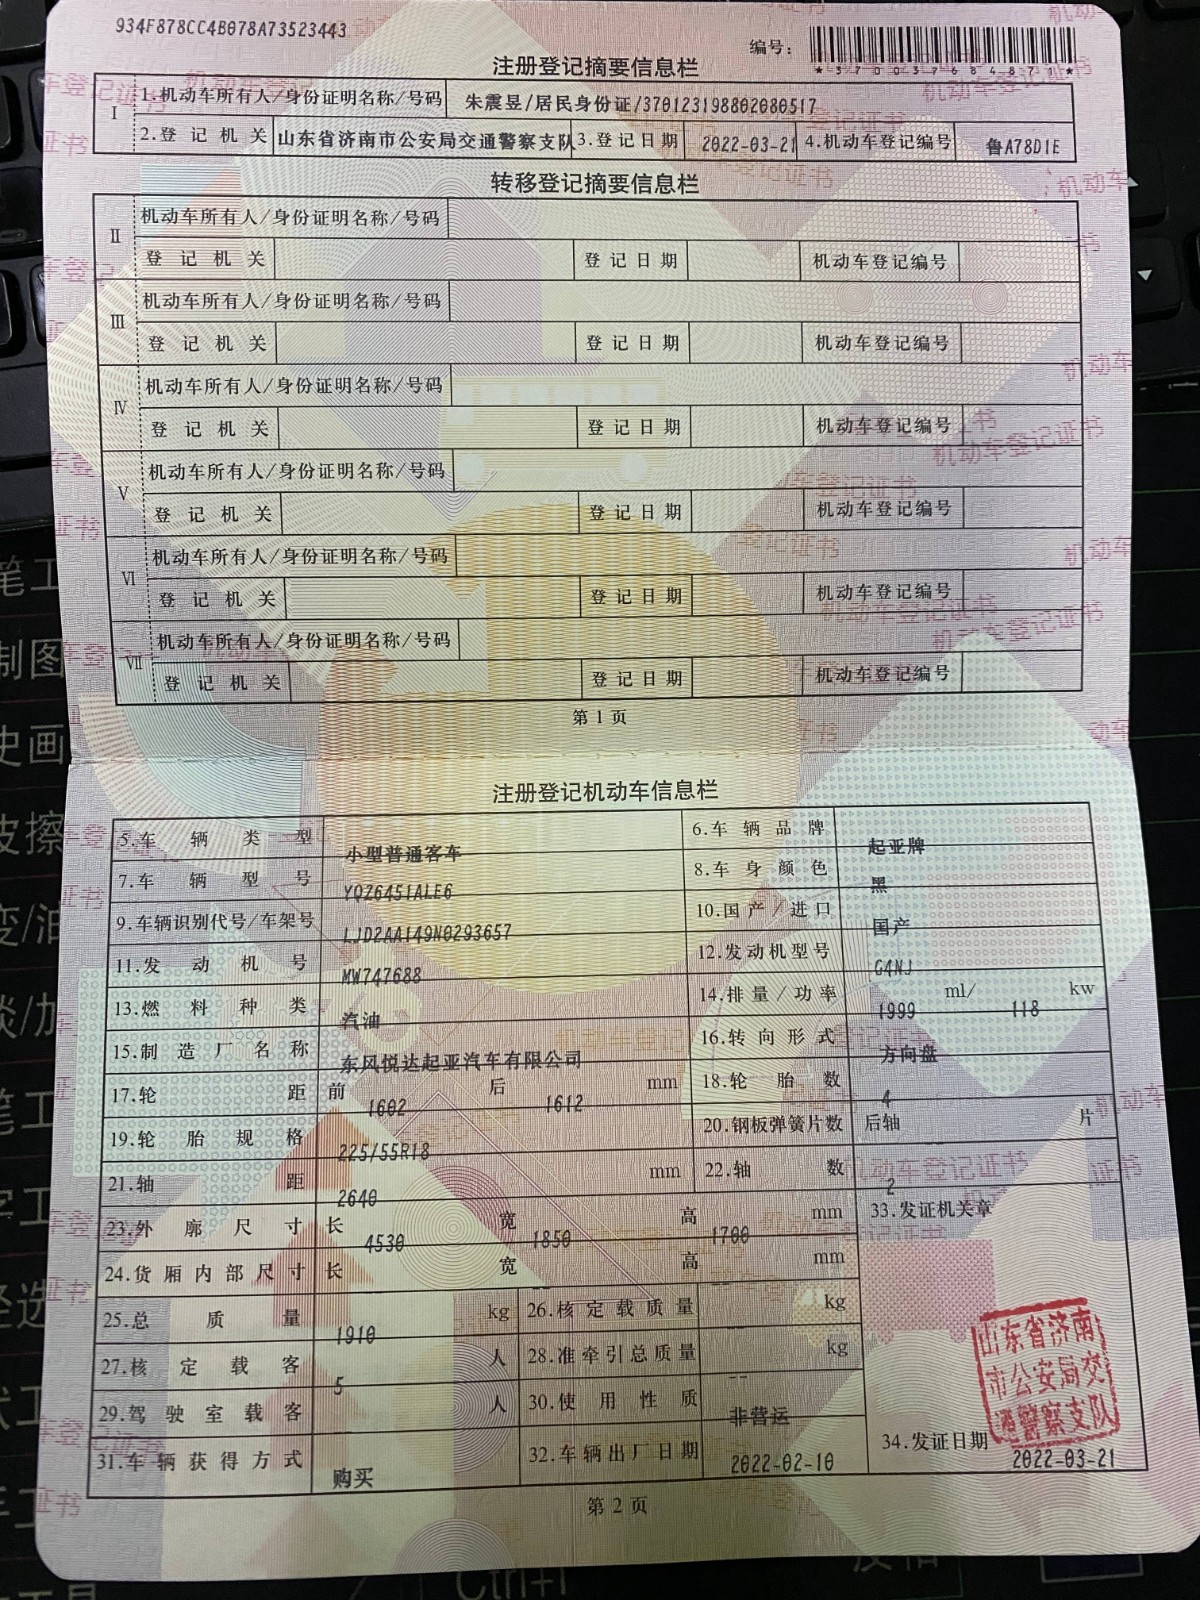 934F878CC4B078A73523443
编号:
*370037684871*
注册登记摘要信息栏
I 1.机动车所有人/身份证明名称/号码 朱震昱/居民身份证/370123198802080517
2.登记机关 山东省济南市公安局交通警察支队 3.登记日期 2022-03-21 4.机动车登记编号 鲁A78D1E
转移登记摘要信息栏
II 机动车所有人/身份证明名称/号码
登记机关 登记日期 机动车登记编号
III 机动车所有人/身份证明名称/号码
登记机关 登记日期 机动车登记编号
IV 机动车所有人/身份证明名称/号码
登记机关 登记日期 机动车登记编号
V 机动车所有人/身份证明名称/号码
登记机关 登记日期 机动车登记编号
VI 机动车所有人/身份证明名称/号码
登记机关 登记日期 机动车登记编号
VII 机动车所有人/身份证明名称/号码
登记机关 登记日期 机动车登记编号
第1页
注册登记机动车信息栏
5.车辆类型 小型普通客车 6.车辆品牌 起亚牌
7.车辆型号 YQZ6451ALE6 8.车身颜色 黑
9.车辆识别代号/车架号 LJD2AA149N0293657 10.国产/进口 国产
11.发动机号 MW747688 12.发动机型号 G4NJ
13.燃料种类 汽油 14.排量/功率 1999 ml/ 118 kw
15.制造厂名称 东风悦达起亚汽车有限公司 16.转向形式 方向盘
17.轮距 前 1602 后 1612 mm 18.轮胎数 4
19.轮胎规格 225/55R18 20.钢板弹簧片数 后轴 片
21.轴距 2640 mm 22.轴数 2
23.外廓尺寸 长 4530 宽 1850 高 1700 mm 33.发证机关章
24.货厢内部尺寸 长 宽 高 mm
25.总质量 1910 kg 26.核定载质量 -- kg
27.核定载客 5 人 28.准牵引总质量 -- kg
29.驾驶室载客 人 30.使用性质 非营运
31.车辆获得方式 购买 32.车辆出厂日期 2022-02-10 34.发证日期 2022-03-21
山东省济南
市公安局交
通警察支队
第2页